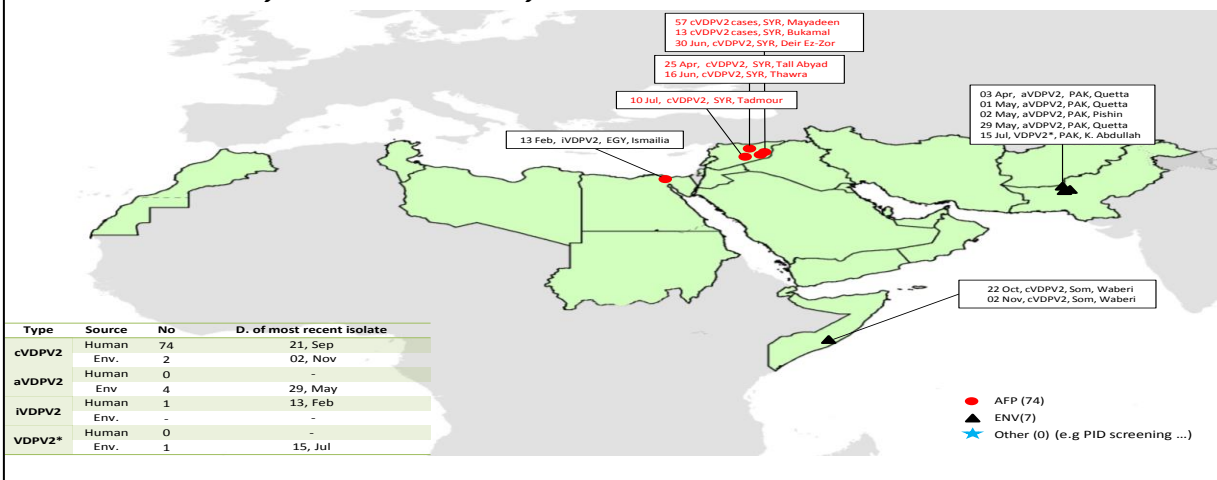 57 cVDPV2 cases, SYR, Mayadeen
13 cVDPV2 cases, SYR, Bukamal
30 Jun, cVDPV2, SYR, Deir Ez-Zor
25 Apr, cVDPV2, SYR, Tall Abyad
16 Jun, cVDPV2, SYR, Thawra
10 Jul, cVDPV2, SYR, Tadmour
13 Feb, iVDPV2, EGY, Ismailia
03 Apr, aVDPV2, PAK, Quetta
01 May, aVDPV2, PAK, Quetta
02 May, aVDPV2, PAK, Pishin
29 May, aVDPV2, PAK, Quetta
15 Jul, VDPV2*, PAK, K. Abdullah
22 Oct, cVDPV2, Som, Waberi
02 Nov, cVDPV2, Som, Waberi
Type Source No D. of most recent isolate
cVDPV2 Human 74 21, Sep
Env. 2 02, Nov
aVDPV2 Human 0 -
Env 4 29, May
iVDPV2 Human 1 13, Feb
Env. - -
VDPV2* Human 0 -
Env. 1 15, Jul
AFP (74)
ENV(7)
Other (0) (e.g PID screening ...)